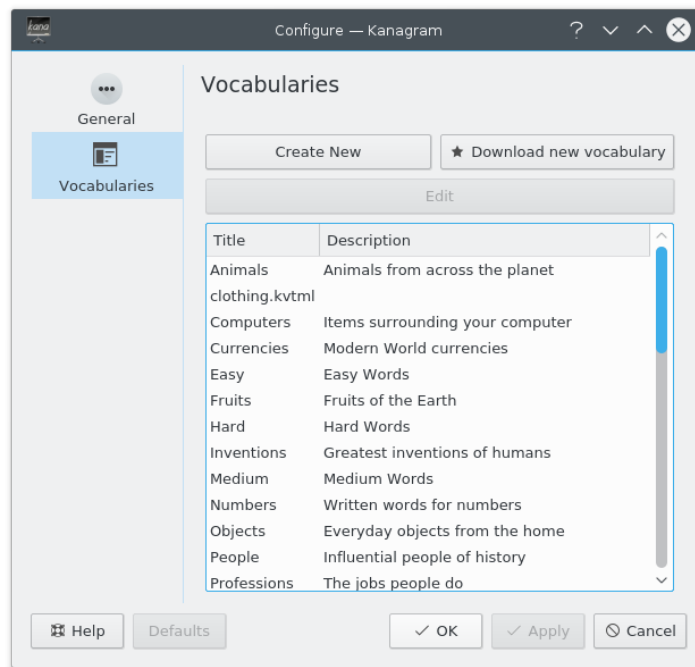 kana
Configure — Kanagram
General
Vocabularies
Vocabularies
Create New
Download new vocabulary
Edit
Title Description
Animals Animals from across the planet
clothing.kvtml
Computers Items surrounding your computer
Currencies Modern World currencies
Easy Easy Words
Fruits Fruits of the Earth
Hard Hard Words
Inventions Greatest inventions of humans
Medium Medium Words
Numbers Written words for numbers
Objects Everyday objects from the home
People Influential people of history
Professions The jobs people do
Help Defaults OK Apply Cancel